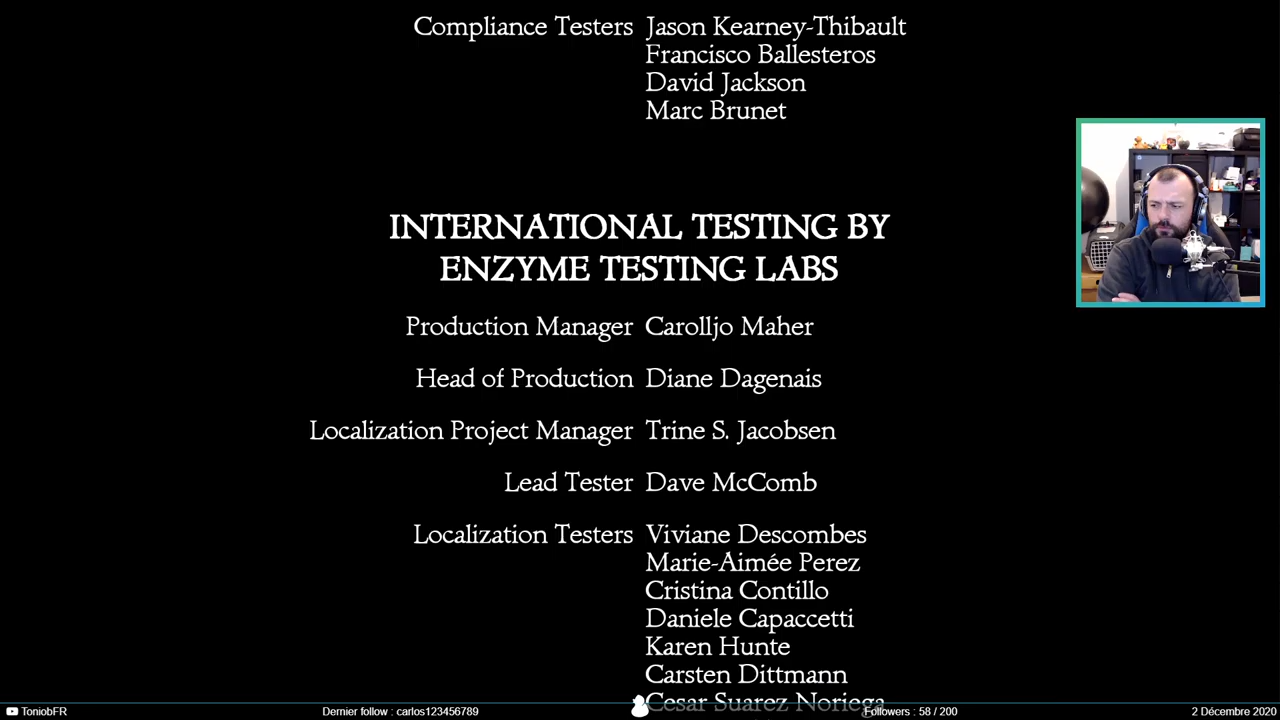 Compliance Testers Jason Kearney-Thibault
Francisco Ballesteros
David Jackson
Marc Brunet
INTERNATIONAL TESTING BY
ENZYME TESTING LABS
Production Manager Carolljo Maher
Head of Production Diane Dagenais
Localization Project Manager Trine S. Jacobsen
Lead Tester Dave McComb
Localization Testers Viviane Descombes
Marie-Aimée Perez
Cristina Contillo
Daniele Capaccetti
Karen Hunte
Carsten Dittmann
Cesar Suarez Noriega
ToniobFR Dernier follow : carlos123456789 Followers : 58 / 200 2 Décembre 2020